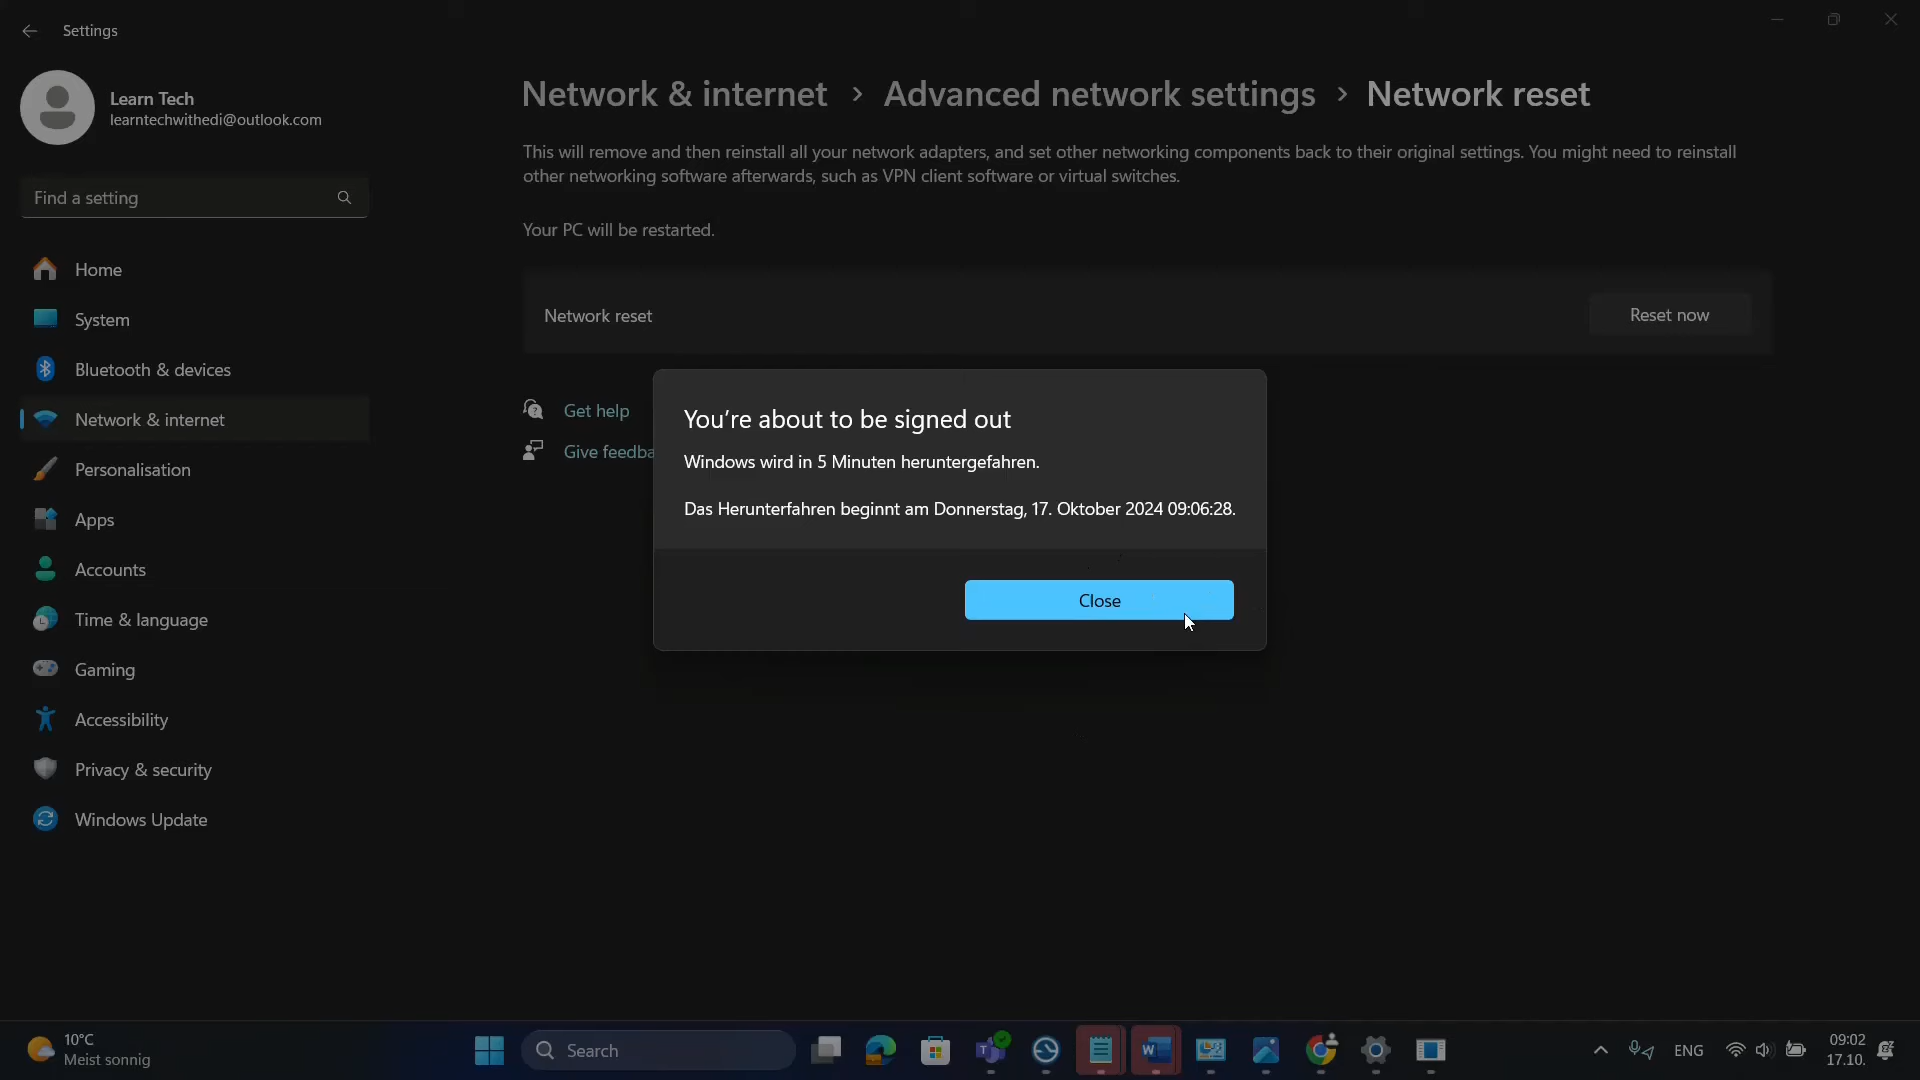 Settings
Learn Tech
learntechwithedi@outlook.com
Find a setting
Home
System
Bluetooth & devices
Network & internet
Personalisation
Apps
Accounts
Time & language
Gaming
Accessibility
Privacy & security
Windows Update
Network & internet > Advanced network settings > Network reset
This will remove and then reinstall all your network adapters, and set other networking components back to their original settings. You might need to reinstall
other networking software afterwards, such as VPN client software or virtual switches.
Your PC will be restarted.
Network reset
Reset now
Get help
Give feedba
You're about to be signed out
Windows wird in 5 Minuten heruntergefahren.
Das Herunterfahren beginnt am Donnerstag, 17. Oktober 2024 09:06:28.
Close
10°C
Meist sonnig
Search
ENG
09:02
17.10.